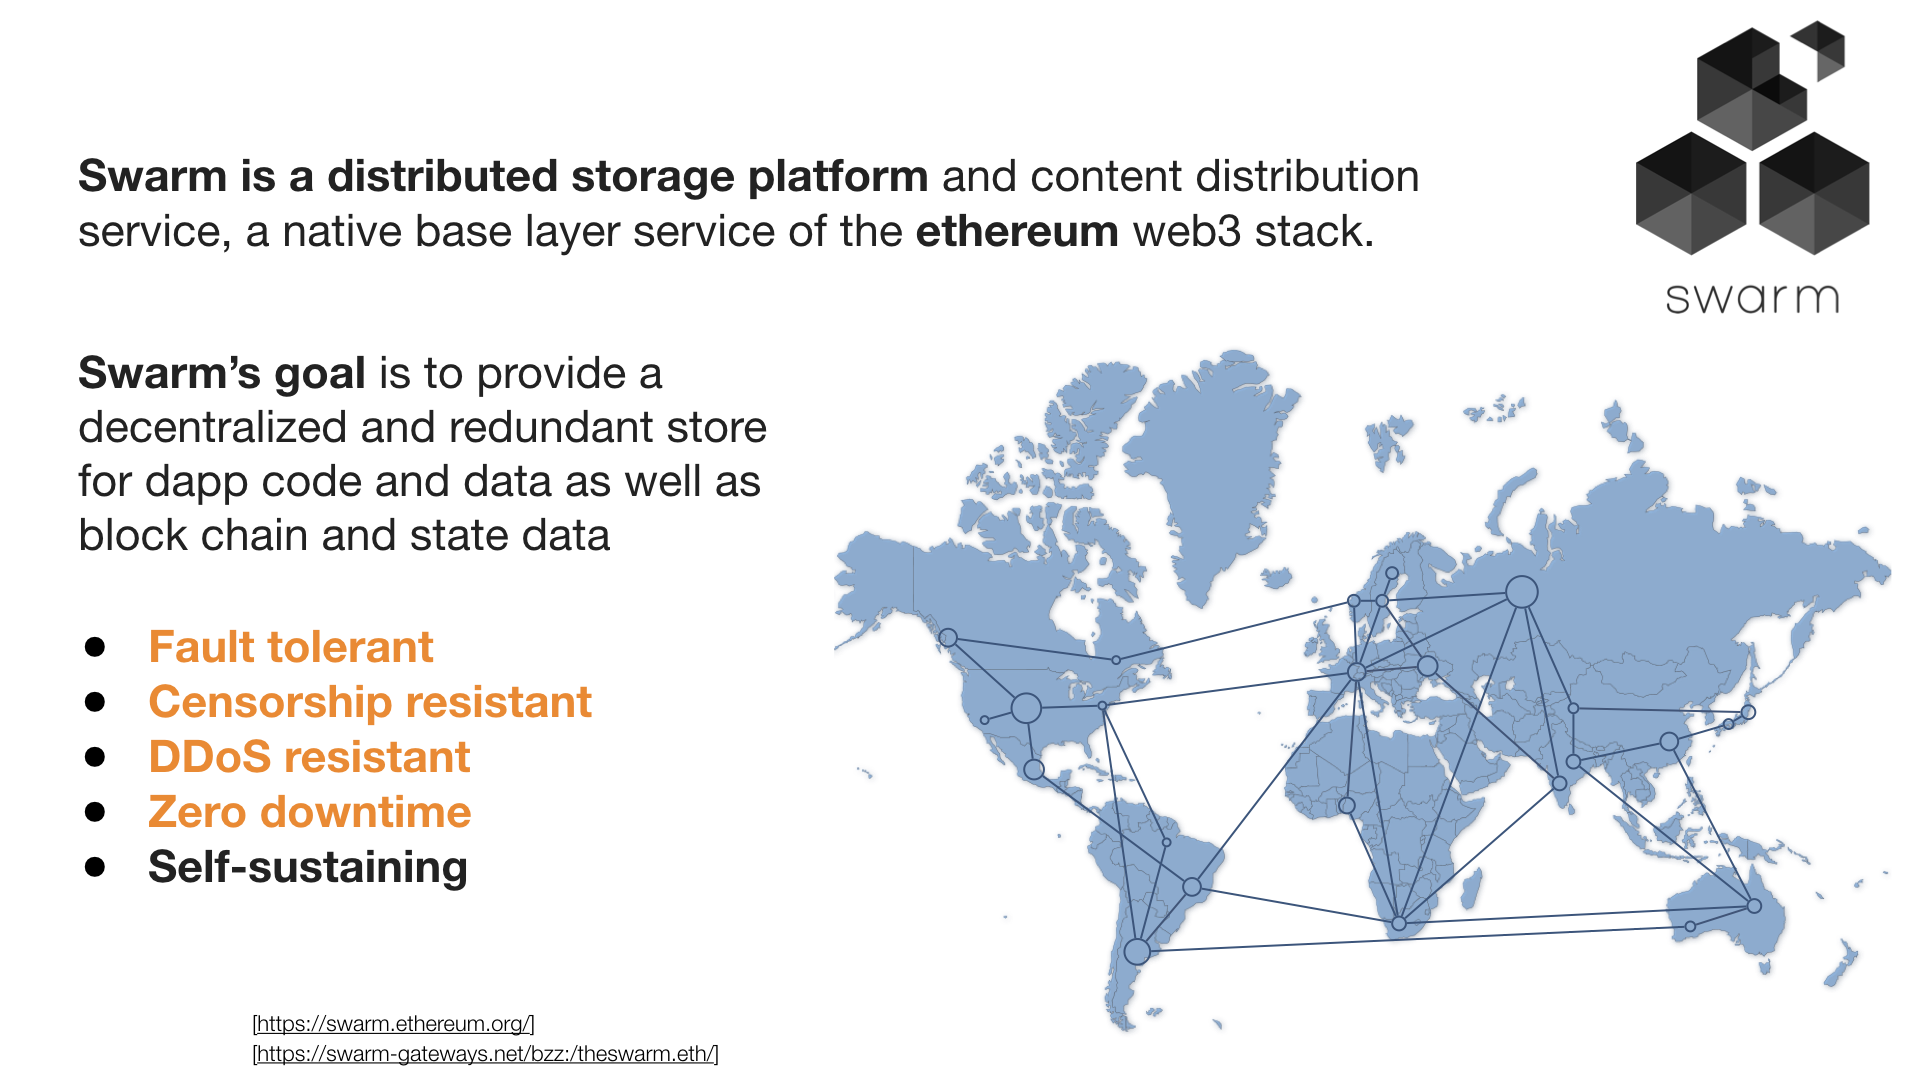 swarm
Swarm is a distributed storage platform and content distribution
service, a native base layer service of the ethereum web3 stack.
Swarm’s goal is to provide a
decentralized and redundant store
for dapp code and data as well as
block chain and state data
● Fault tolerant
● Censorship resistant
● DDoS resistant
● Zero downtime
● Self-sustaining
[https://swarm.ethereum.org/]
[https://swarm-gateways.net/bzz:/theswarm.eth/]